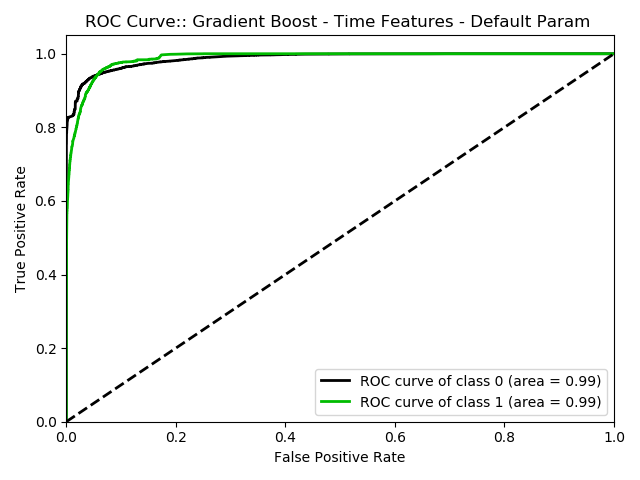 ROC Curve:: Gradient Boost - Time Features - Default Param
True Positive Rate
1.0
0.8
0.6
0.4
0.2
0.0
0.0 0.2 0.4 0.6 0.8 1.0
False Positive Rate
ROC curve of class 0 (area = 0.99)
ROC curve of class 1 (area = 0.99)